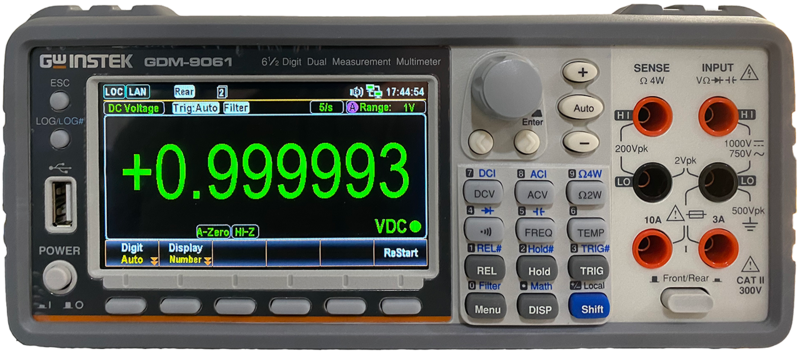 GWINSTEK GDM-9061 6½ Digit Dual Measurement Multimeter
ESC
LOG/LOG#
POWER
I O
LOC LAN Rear 2 17:44:54
DC Voltage Trig:Auto Filter 5/s A Range: 1V
+0.999993
A-Zero HI-Z VDC
Digit Display
Auto Number ReStart
+
Enter Auto
-
7 DCI 8 ACI 9 Ω4W
DCV ACV Ω2W
4 5 6
FREQ TEMP
1 REL# 2 Hold# 3 TRIG#
REL Hold TRIG
0 Filter Math +/- Local
Menu DISP Shift
SENSE INPUT
Ω 4W VΩ
HI HI
200Vpk 1000V
750V
2Vpk
LO LO
500Vpk
10A 3A
I
Front/Rear
CAT II
300V